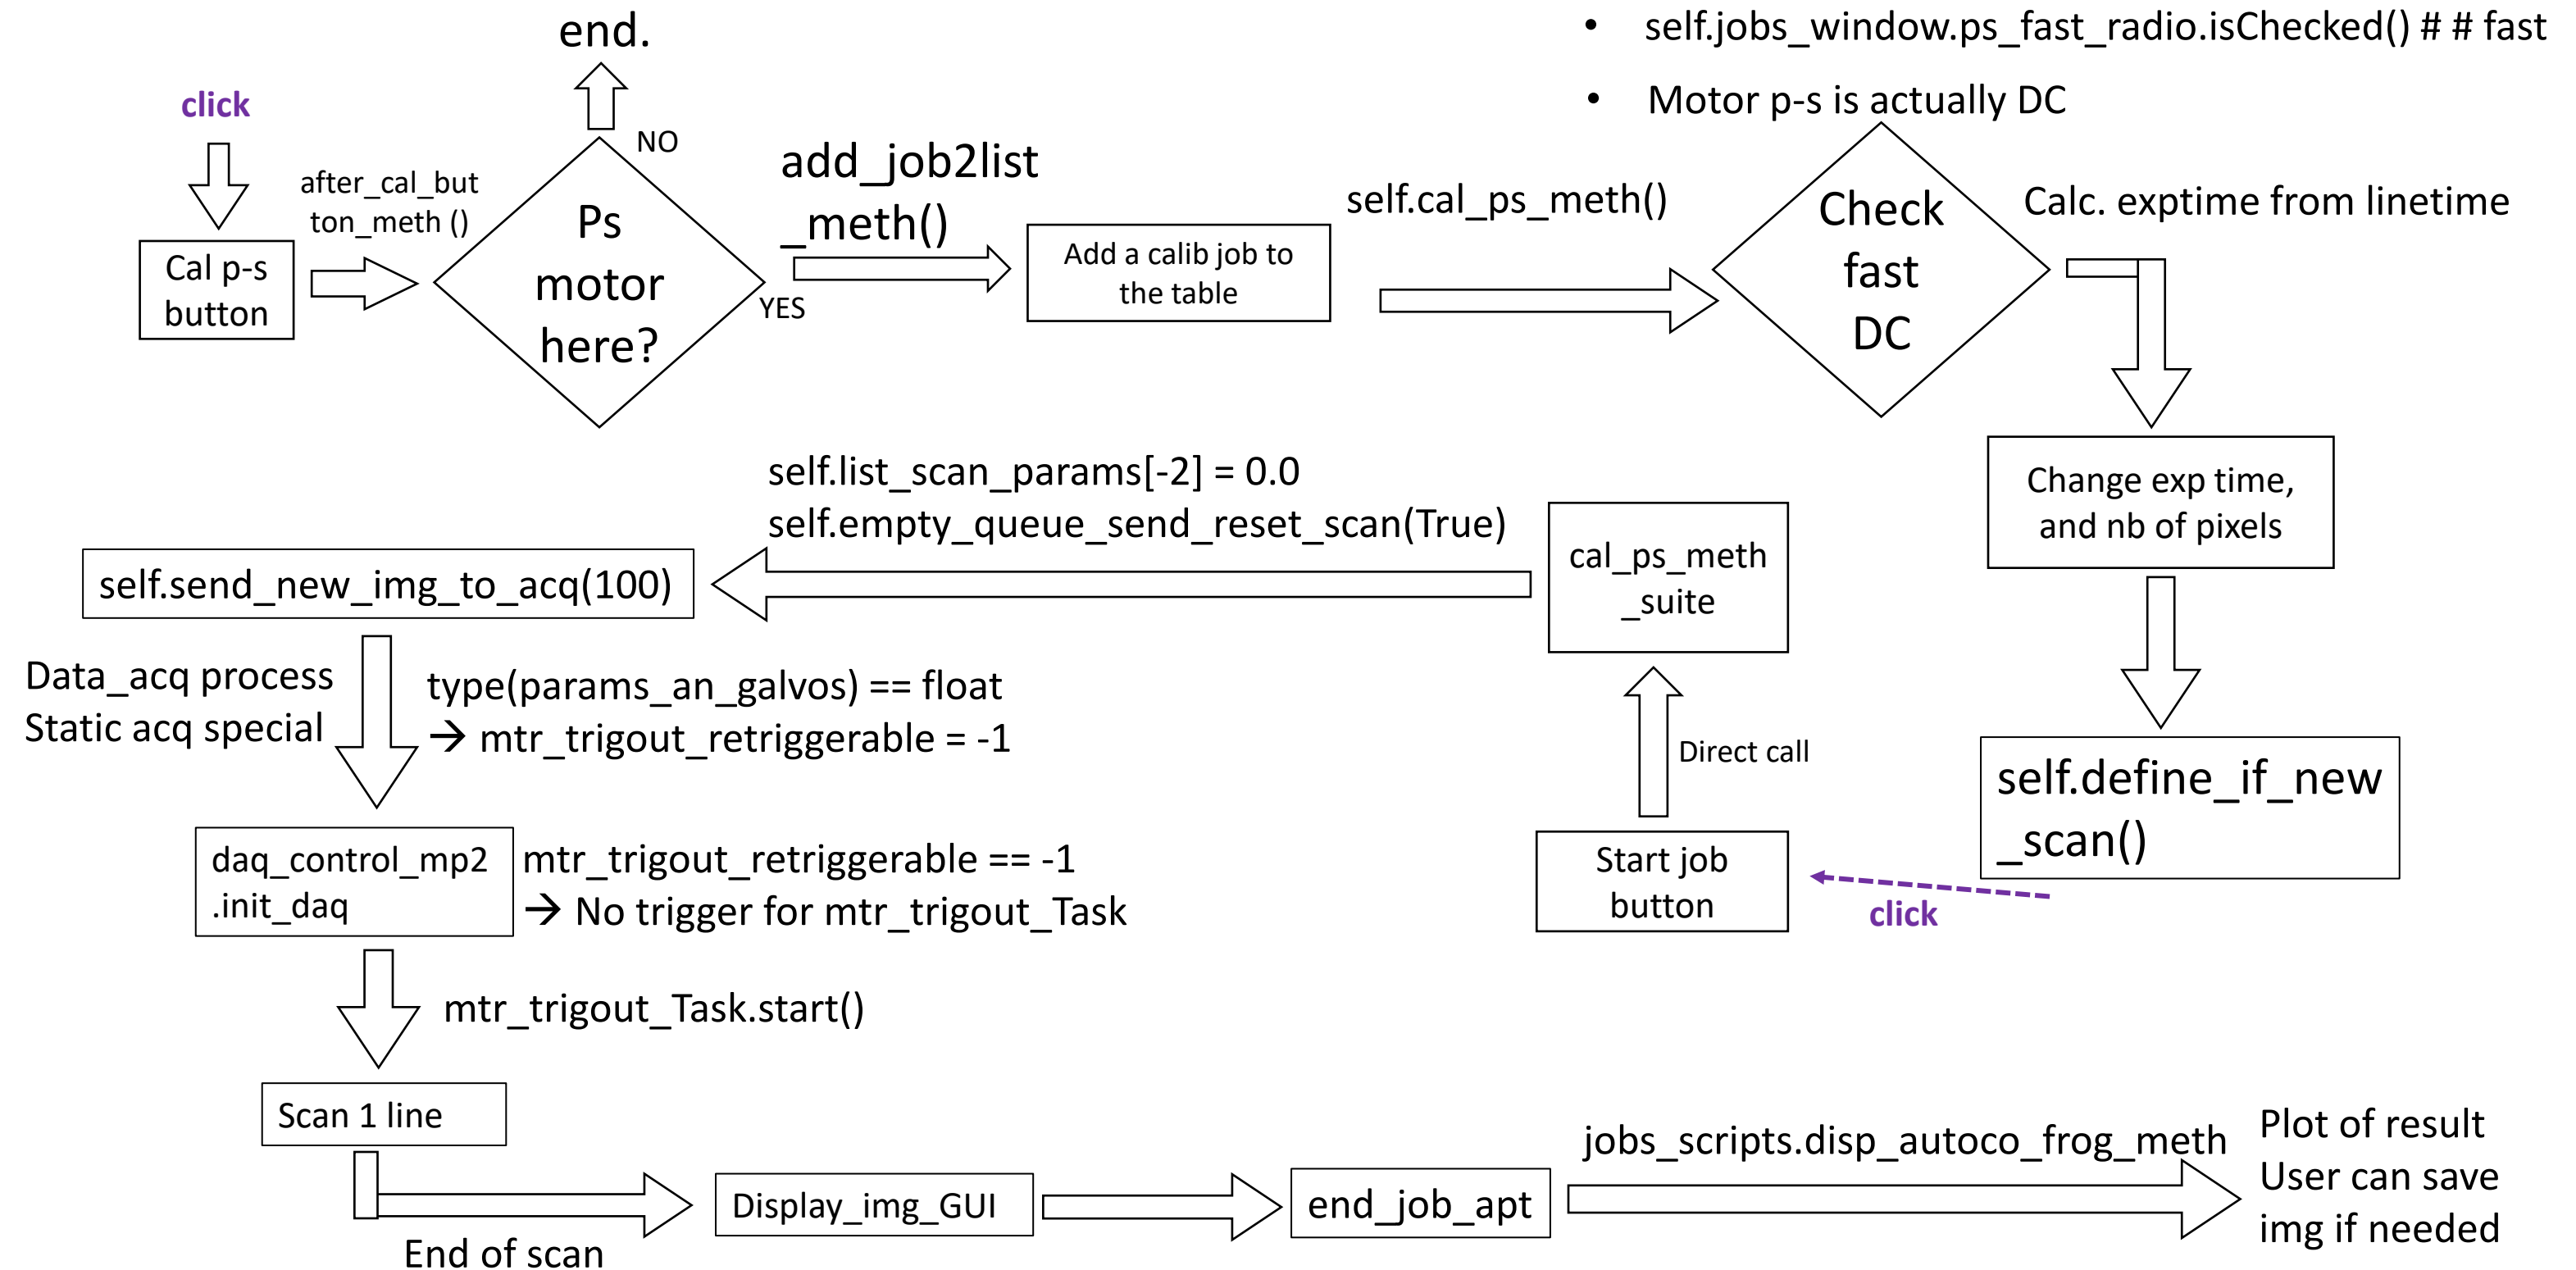 end.
click
after_cal_but
ton_meth ()
Cal p-s
button
Ps
motor
here?
NO
YES
add_job2list
_meth()
Add a calib job to
the table
self.cal_ps_meth()
• self.jobs_window.ps_fast_radio.isChecked() # # fast
• Motor p-s is actually DC
Check
fast
DC
Calc. exptime from linetime
Change exp time,
and nb of pixels
self.define_if_new
_scan()
click
Start job
button
Direct call
cal_ps_meth
_suite
self.list_scan_params[-2] = 0.0
self.empty_queue_send_reset_scan(True)
self.send_new_img_to_acq(100)
Data_acq process
Static acq special
type(params_an_galvos) == float
→ mtr_trigout_retriggerable = -1
daq_control_mp2
.init_daq
mtr_trigout_retriggerable == -1
→ No trigger for mtr_trigout_Task
mtr_trigout_Task.start()
Scan 1 line
End of scan
Display_img_GUI
end_job_apt
jobs_scripts.disp_autoco_frog_meth
Plot of result
User can save
img if needed